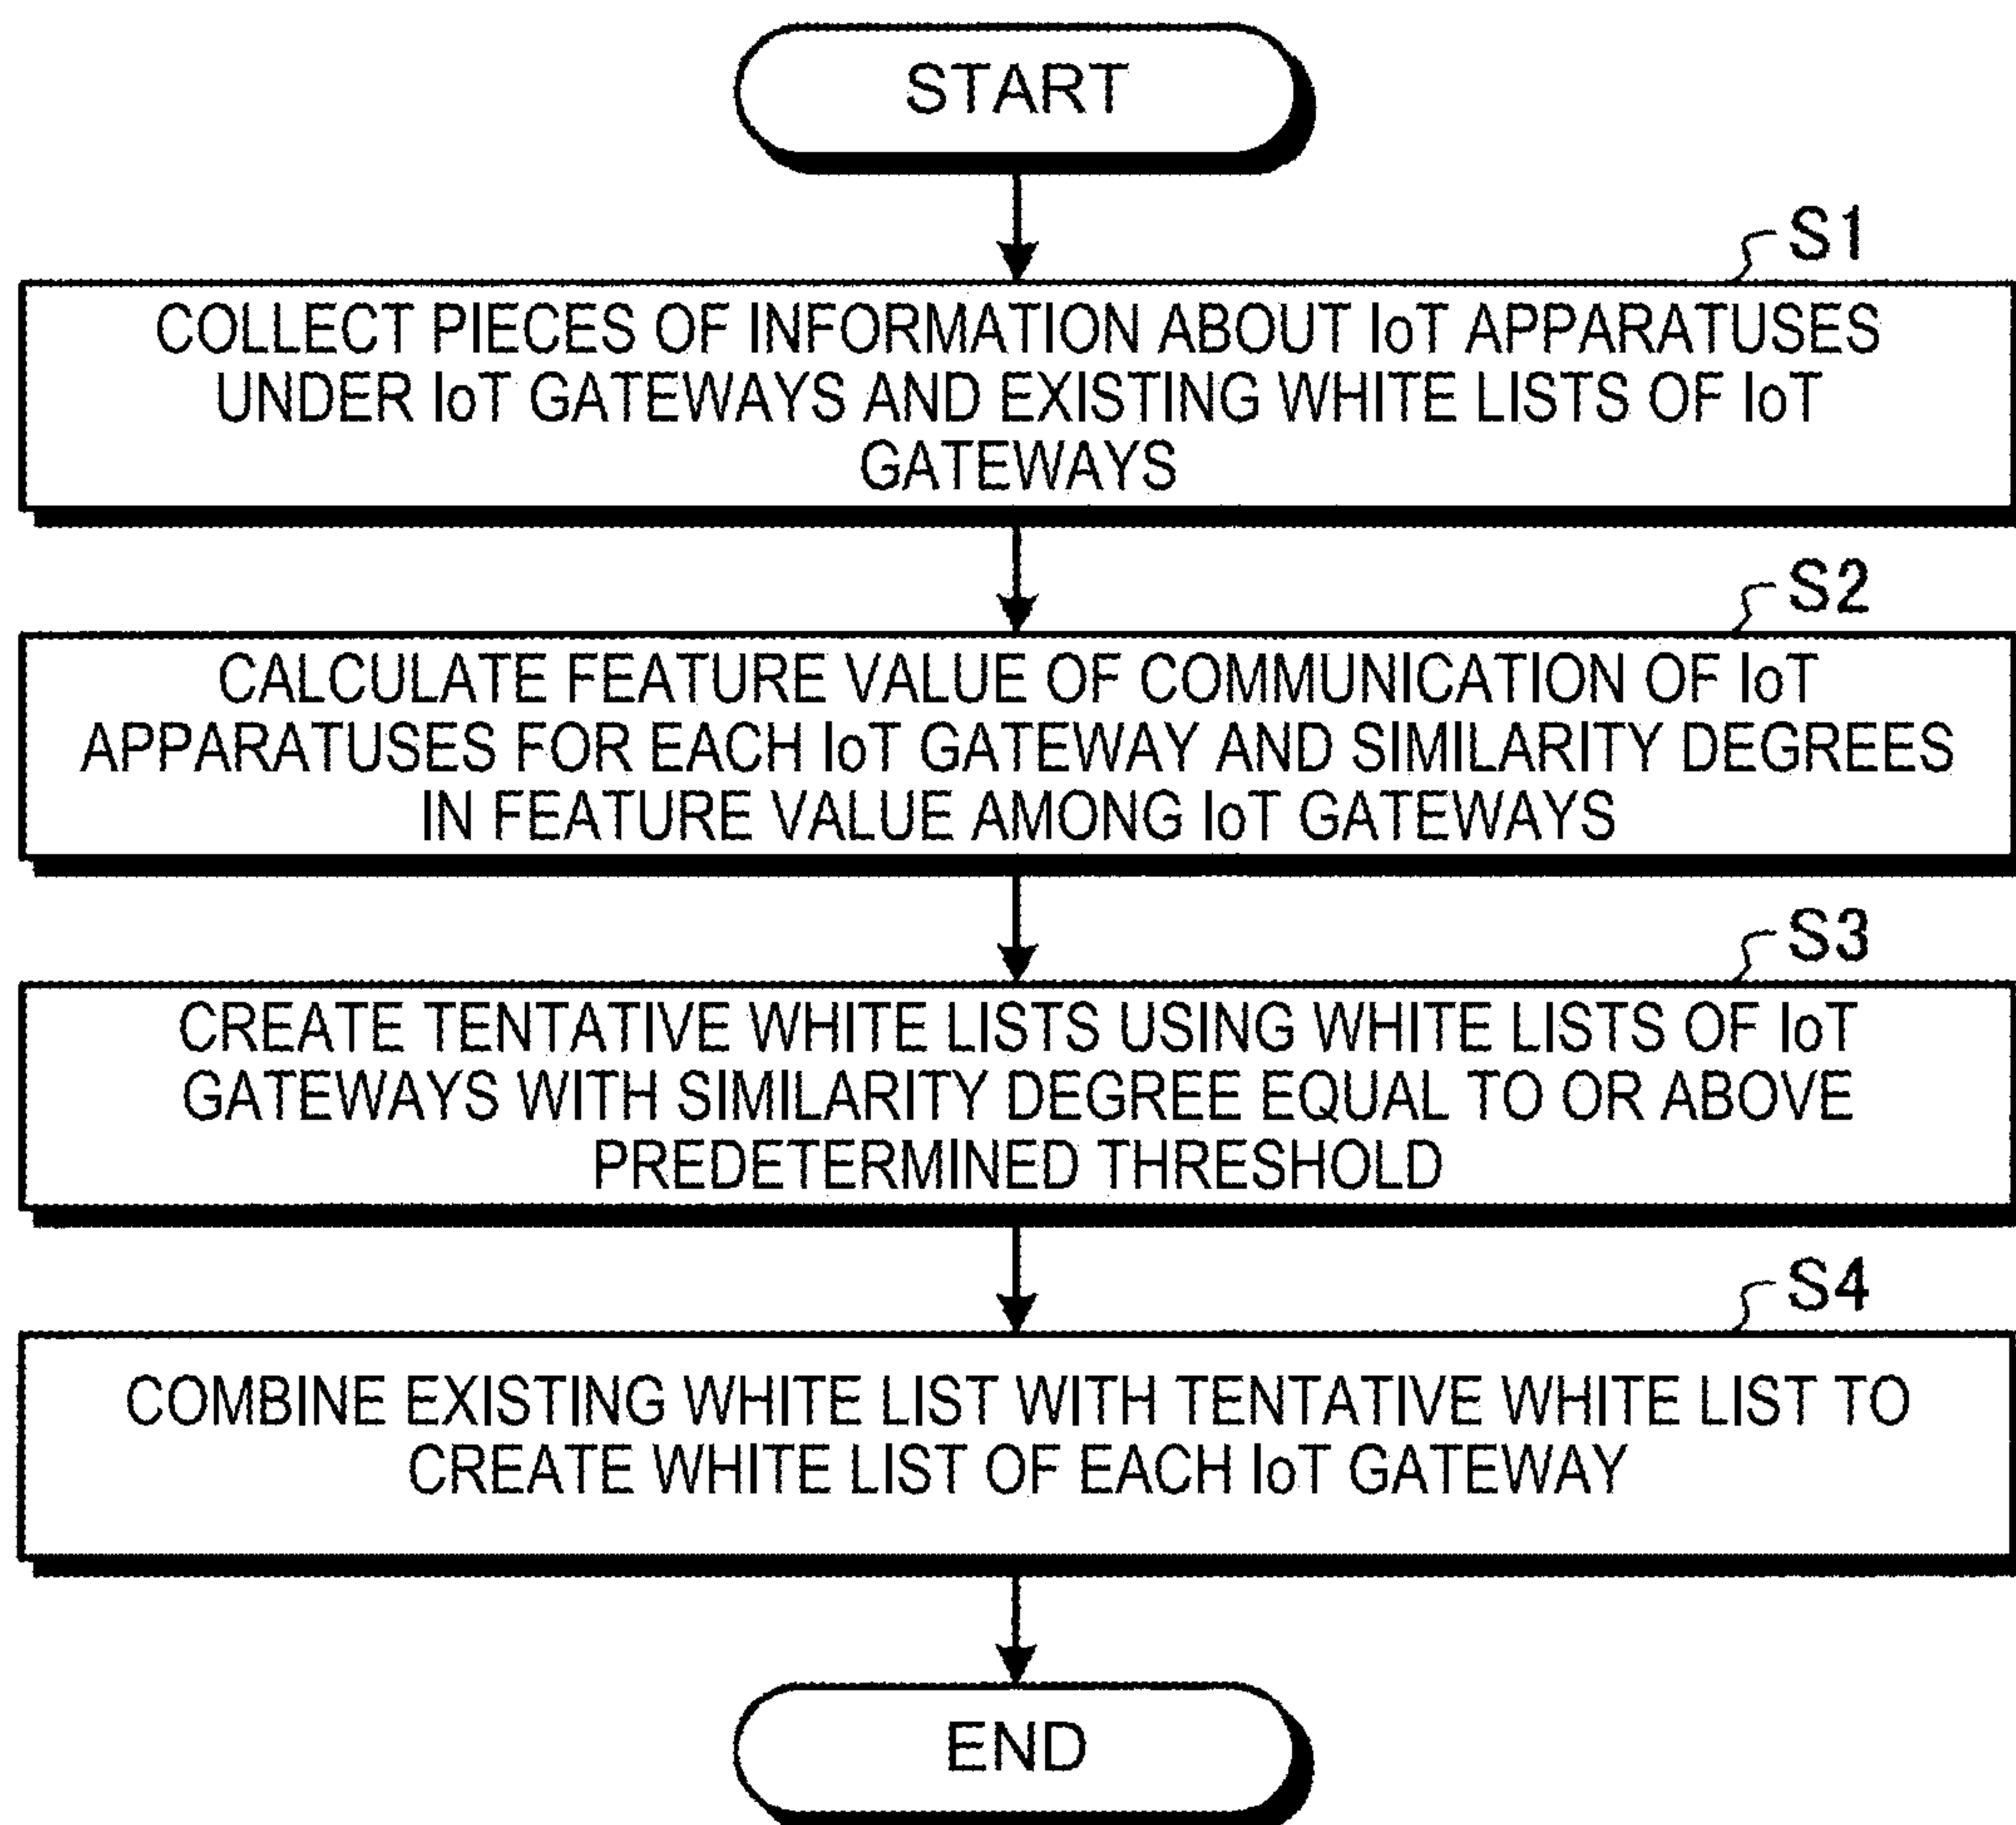 START
S1
COLLECT PIECES OF INFORMATION ABOUT IoT APPARATUSES
UNDER IoT GATEWAYS AND EXISTING WHITE LISTS OF IoT
GATEWAYS
S2
CALCULATE FEATURE VALUE OF COMMUNICATION OF IoT
APPARATUSES FOR EACH IoT GATEWAY AND SIMILARITY DEGREES
IN FEATURE VALUE AMONG IoT GATEWAYS
S3
CREATE TENTATIVE WHITE LISTS USING WHITE LISTS OF IoT
GATEWAYS WITH SIMILARITY DEGREE EQUAL TO OR ABOVE
PREDETERMINED THRESHOLD
S4
COMBINE EXISTING WHITE LIST WITH TENTATIVE WHITE LIST TO
CREATE WHITE LIST OF EACH IoT GATEWAY
END